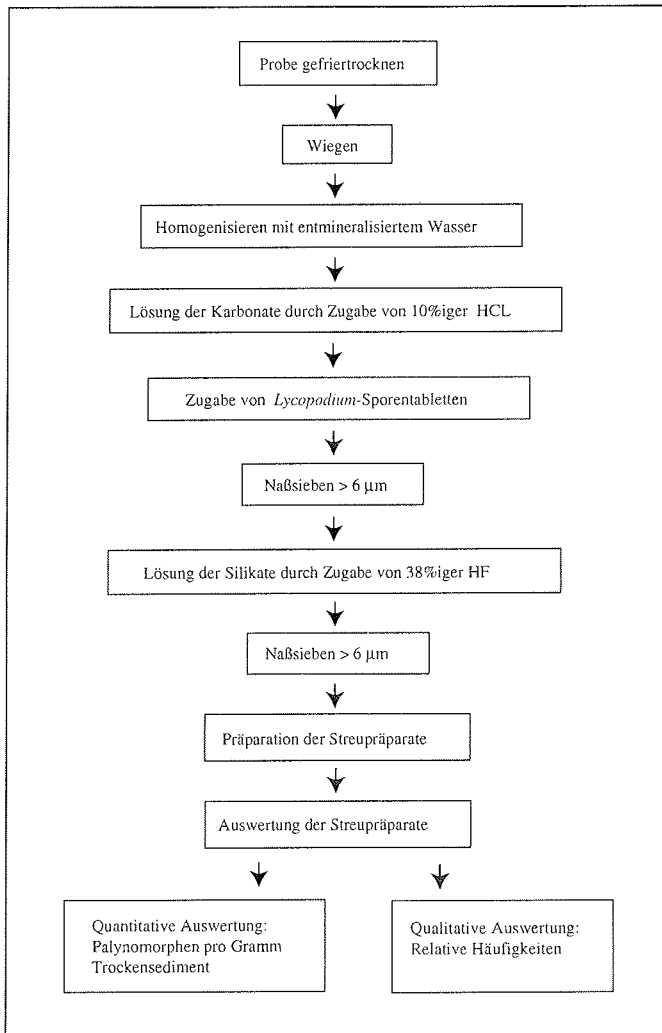 Probe gefriertrocknen
Wiegen
Homogenisieren mit entmineralisiertem Wasser
Lösung der Karbonate durch Zugabe von 10%iger HCL
Zugabe von Lycopodium-Sporentabletten
Naßsieben > 6 µm
Lösung der Silikate durch Zugabe von 38%iger HF
Naßsieben > 6 µm
Präparation der Streupräparate
Auswertung der Streupräparate
Quantitative Auswertung:
Palynomorphen pro Gramm
Trockensediment
Qualitative Auswertung:
Relative Häufigkeiten